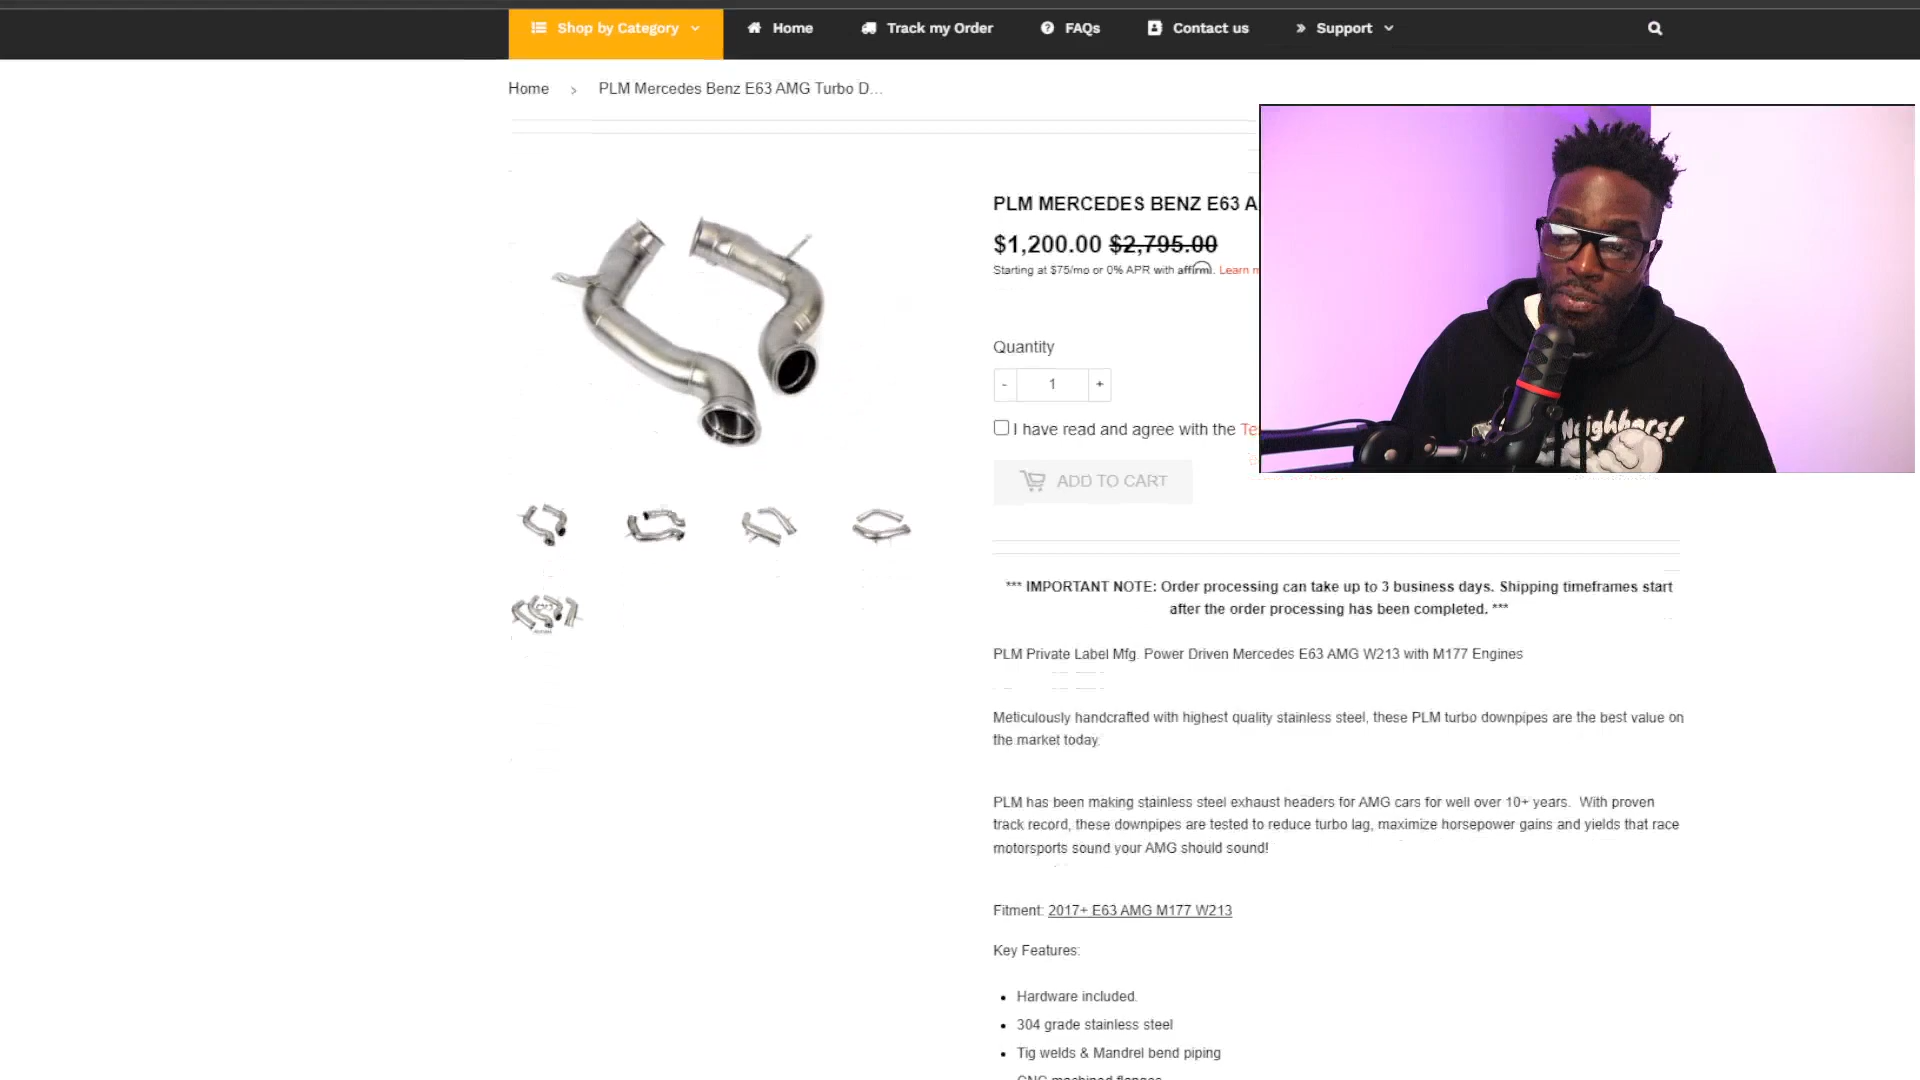 Shop by Category
Home
Track my Order
FAQs
Contact us
Support
Home > PLM Mercedes Benz E63 AMG Turbo D...
PLM MERCEDES BENZ E63 A
$1,200.00 $2,795.00
Starting at $75/mo or 0% APR with affirm. Learn
Quantity
- 1 +
I have read and agree with the Te
ADD TO CART
Neighbors!
*** IMPORTANT NOTE: Order processing can take up to 3 business days. Shipping timeframes start
after the order processing has been completed. ***
PLM Private Label Mfg. Power Driven Mercedes E63 AMG W213 with M177 Engines
Meticulously handcrafted with highest quality stainless steel, these PLM turbo downpipes are the best value on
the market today.
PLM has been making stainless steel exhaust headers for AMG cars for well over 10+ years. With proven
track record, these downpipes are tested to reduce turbo lag, maximize horsepower gains and yields that race
motorsports sound your AMG should sound!
Fitment: 2017+ E63 AMG M177 W213
Key Features:
• Hardware included.
• 304 grade stainless steel
• Tig welds & Mandrel bend piping
• CNC machined flanges